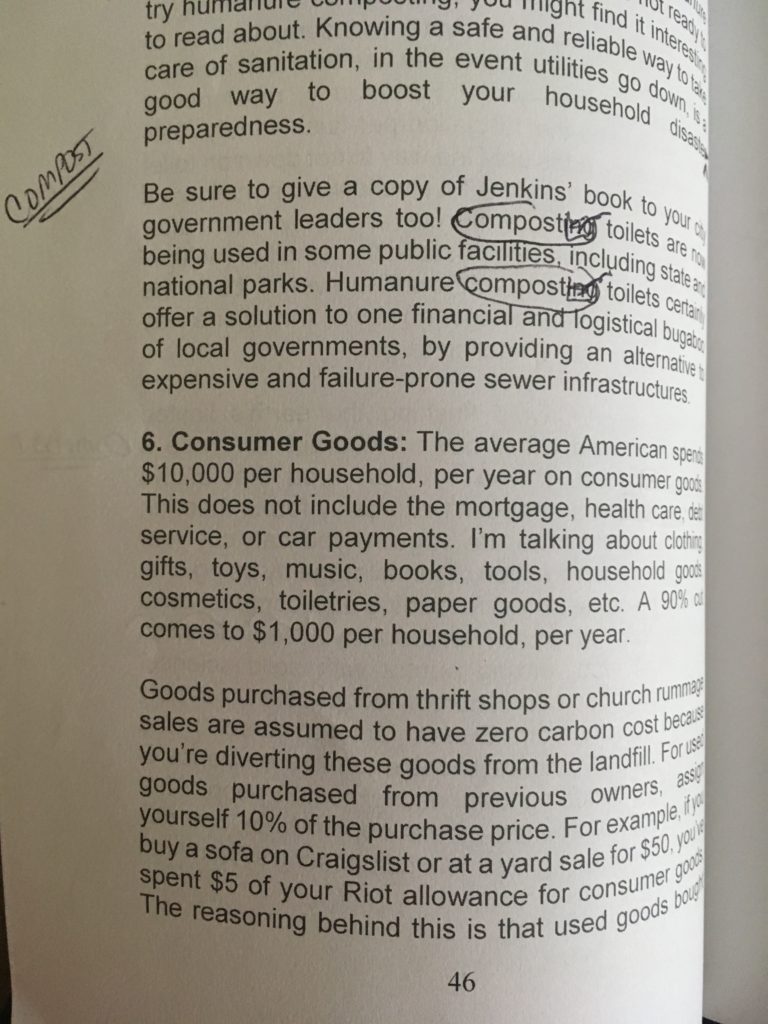 try humanure composting, you might find it interesting
to read about. Knowing a safe and reliable way to take
care of sanitation, in the event utilities go down, is a
good way to boost your household disaster
preparedness.
COMPOST
Be sure to give a copy of Jenkins' book to your city
government leaders too! Composting toilets are now
being used in some public facilities, including state and
national parks. Humanure composting toilets certainly
offer a solution to one financial and logistical bugaboo
of local governments, by providing an alternative to
expensive and failure-prone sewer infrastructures.
6. Consumer Goods: The average American spends
$10,000 per household, per year on consumer goods.
This does not include the mortgage, health care, debt
service, or car payments. I'm talking about clothing,
gifts, toys, music, books, tools, household goods,
cosmetics, toiletries, paper goods, etc. A 90% cut
comes to $1,000 per household, per year.
Goods purchased from thrift shops or church rummage
sales are assumed to have zero carbon cost because
you're diverting these goods from the landfill. For used
goods purchased from previous owners, assign
yourself 10% of the purchase price. For example, if you
buy a sofa on Craigslist or at a yard sale for $50, you've
spent $5 of your Riot allowance for consumer goods.
The reasoning behind this is that used goods bought
46